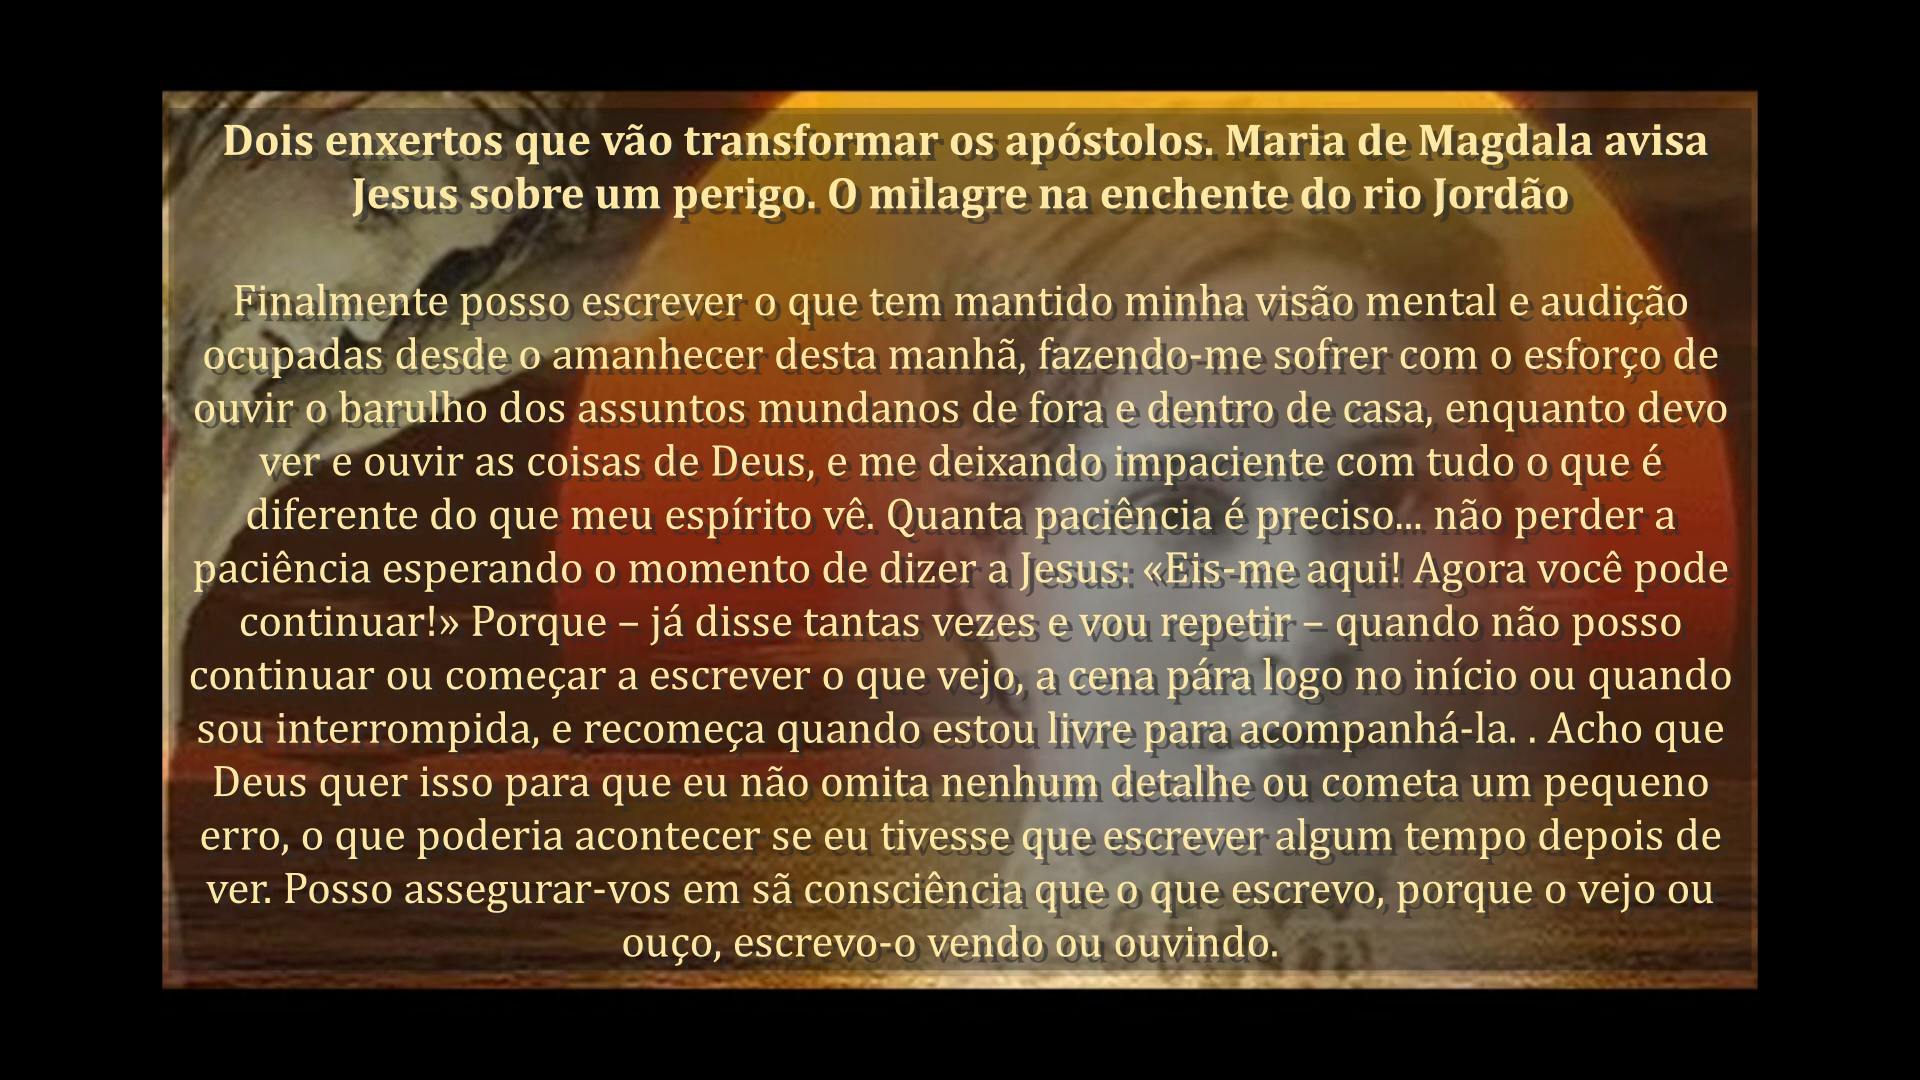 Dois enxertos que vão transformar os apóstolos. Maria de Magdala avisa
Jesus sobre um perigo. O milagre na enchente do rio Jordão
Finalmente posso escrever o que tem mantido minha visão mental e audição
ocupadas desde o amanhecer desta manhã, fazendo-me sofrer com o esforço de
ouvir o barulho dos assuntos mundanos de fora e dentro de casa, enquanto devo
ver e ouvir as coisas de Deus, e me deixando impaciente com tudo o que é
diferente do que meu espírito vê. Quanta paciência é preciso... não perder a
paciência esperando o momento de dizer a Jesus: «Eis-me aqui! Agora você pode
continuar!» Porque – já disse tantas vezes e vou repetir – quando não posso
continuar ou começar a escrever o que vejo, a cena pára logo no início ou quando
sou interrompida, e recomeça quando estou livre para acompanhá-la. . Acho que
Deus quer isso para que eu não omita nenhum detalhe ou cometa um pequeno
erro, o que poderia acontecer se eu tivesse que escrever algum tempo depois de
ver. Posso assegurar-vos em sã consciência que o que escrevo, porque o vejo ou
ouço, escrevo-o vendo ou ouvindo.